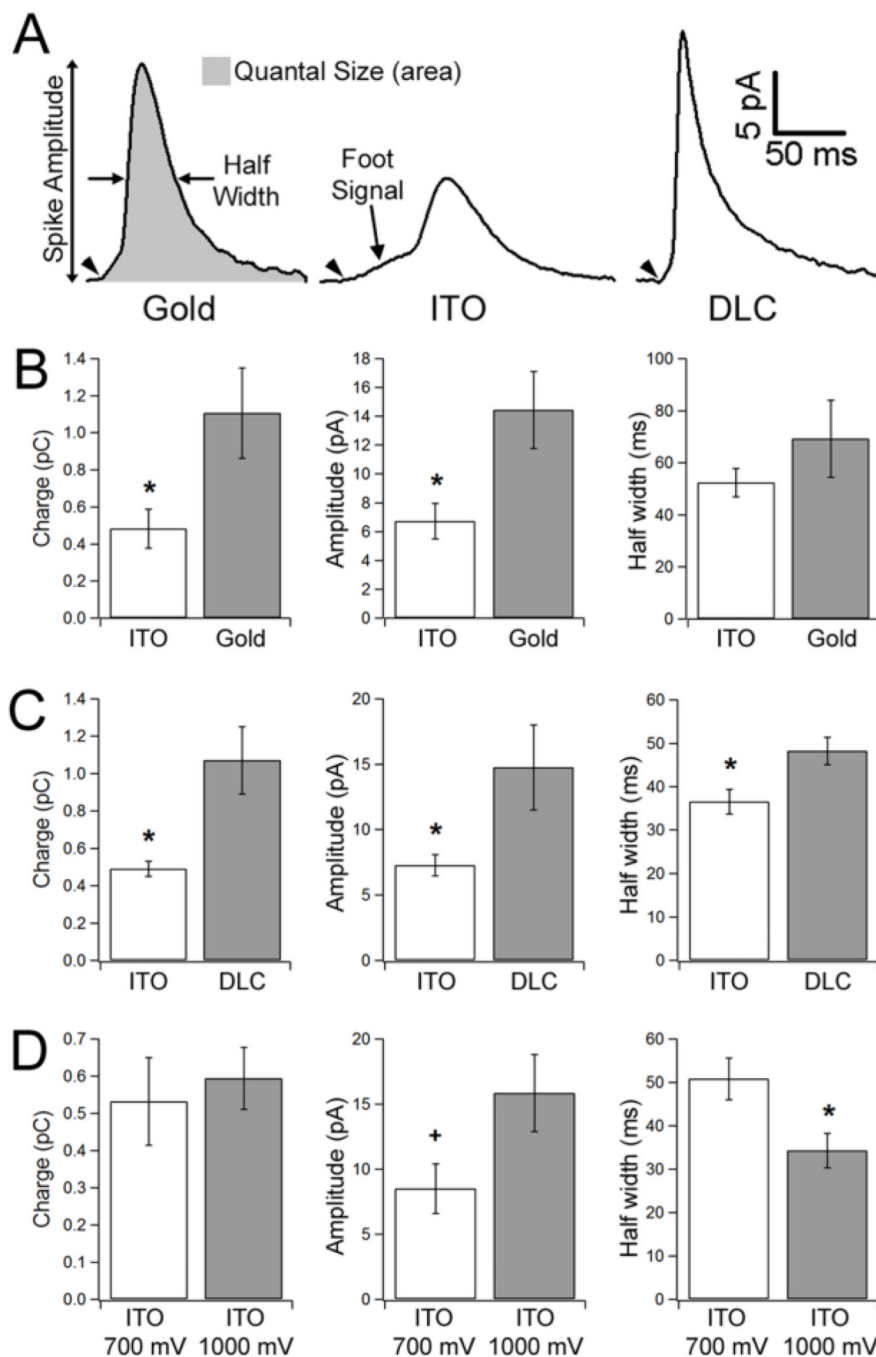 A
Spike Amplitude
Quantal Size (area)
Half
Width
Foot
Signal
5 pA
50 ms
Gold
ITO
DLC
B
Charge (pC)
1.4
1.2
1.0
0.8
0.6
0.4
0.2
0.0
*
ITO Gold
Amplitude (pA)
18
16
14
12
10
8
6
4
2
0
*
ITO Gold
Half width (ms)
100
80
60
40
20
0
ITO Gold
C
Charge (pC)
1.4
1.2
1.0
0.8
0.6
0.4
0.2
0.0
*
ITO DLC
Amplitude (pA)
20
15
10
5
0
*
ITO DLC
Half width (ms)
60
50
40
30
20
10
0
*
ITO DLC
D
Charge (pC)
0.7
0.6
0.5
0.4
0.3
0.2
0.1
0.0
ITO ITO
700 mV 1000 mV
Amplitude (pA)
20
15
10
5
0
+
ITO ITO
700 mV 1000 mV
Half width (ms)
60
50
40
30
20
10
0
*
ITO ITO
700 mV 1000 mV